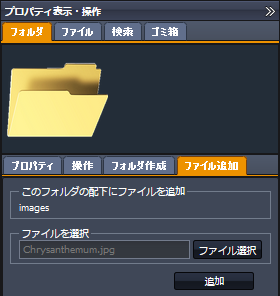 プロパティ表示・操作
フォルダ ファイル 検索 ゴミ箱
プロパティ 操作 フォルダ作成 ファイル追加
このフォルダの配下にファイルを追加
images
ファイルを選択
Chrysanthemum.jpg ファイル選択
追加